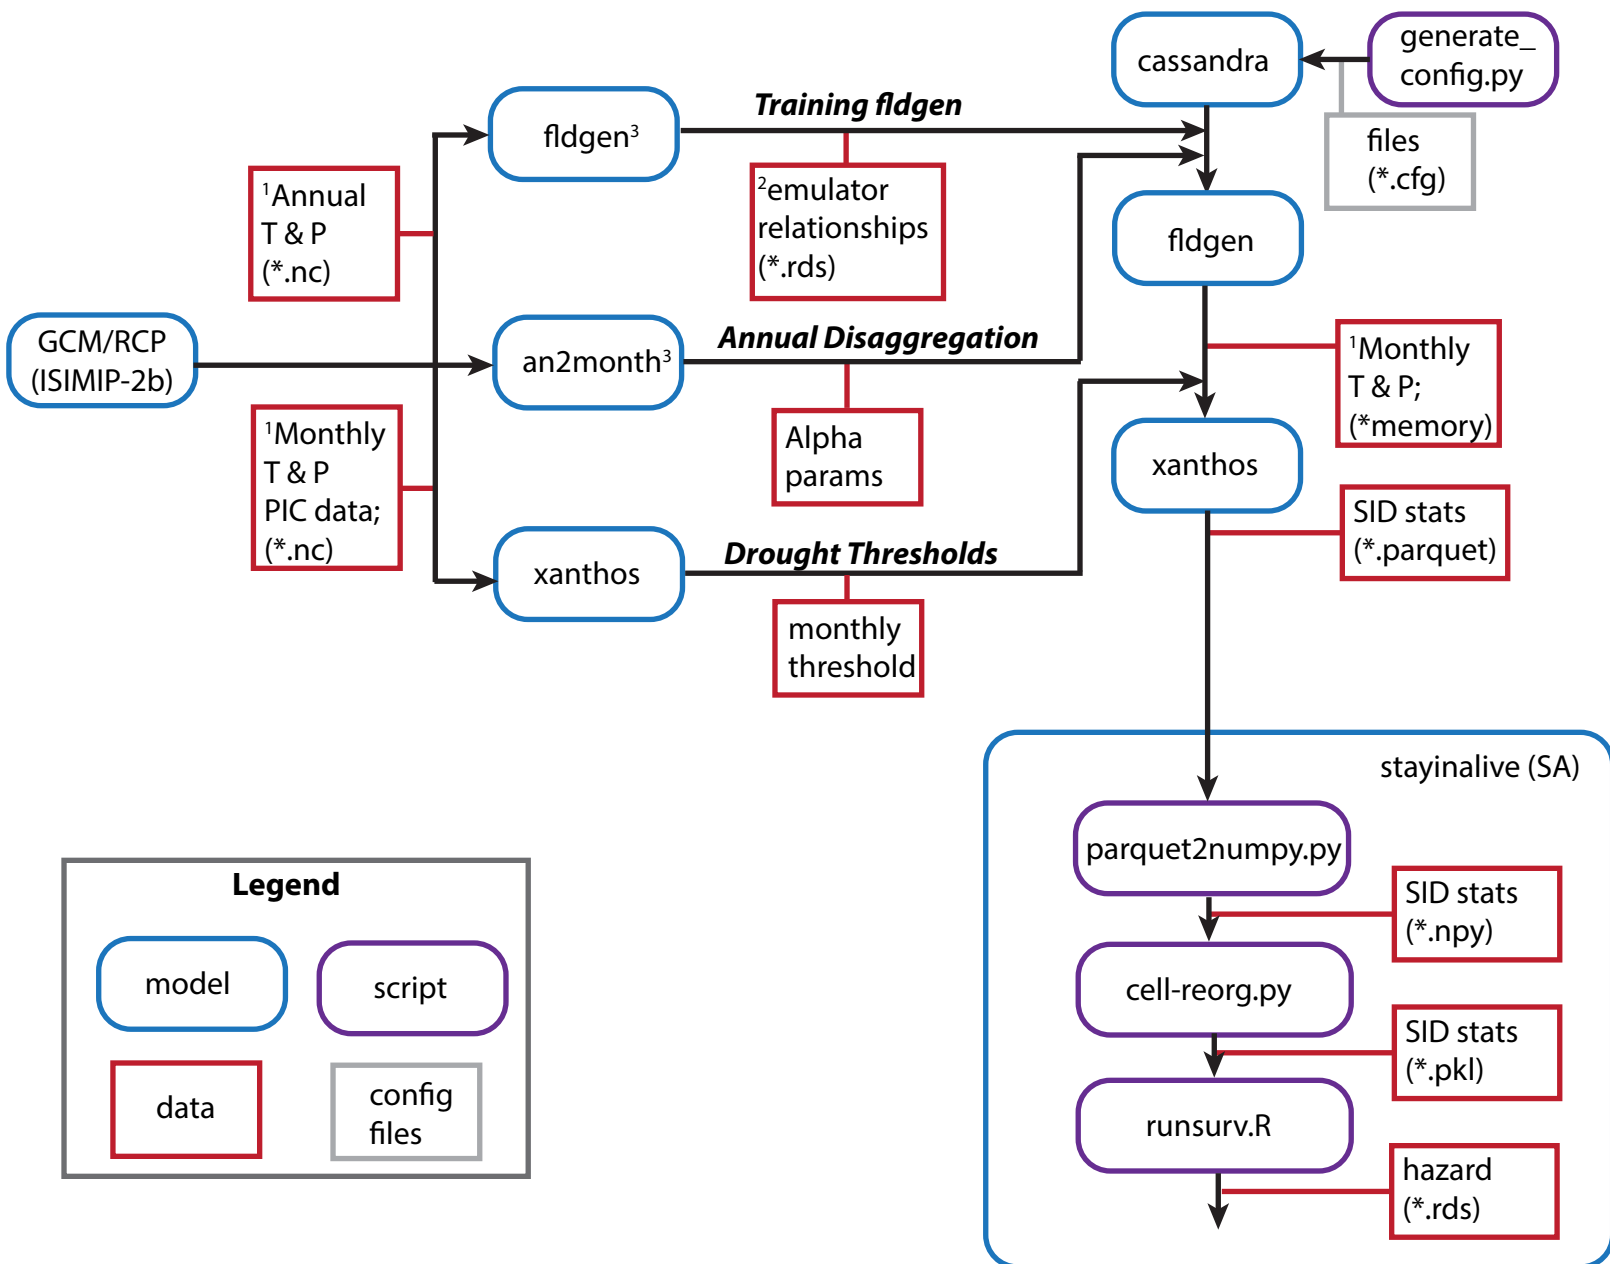 generate_
config.py
cassandra
files
(*.cfg)
Training fldgen
fldgen³
²emulator
relationships
(*.rds)
¹Annual
T & P
(*.nc)
fldgen
GCM/RCP
(ISIMIP-2b)
an2month³
Annual Disaggregation
Alpha
params
¹Monthly
T & P;
(*memory)
¹Monthly
T & P
PIC data;
(*.nc)
xanthos
SID stats
(*.parquet)
xanthos
Drought Thresholds
monthly
threshold
stayinalive (SA)
parquet2numpy.py
SID stats
(*.npy)
cell-reorg.py
SID stats
(*.pkl)
runsurv.R
hazard
(*.rds)
Legend
model
script
data
config
files